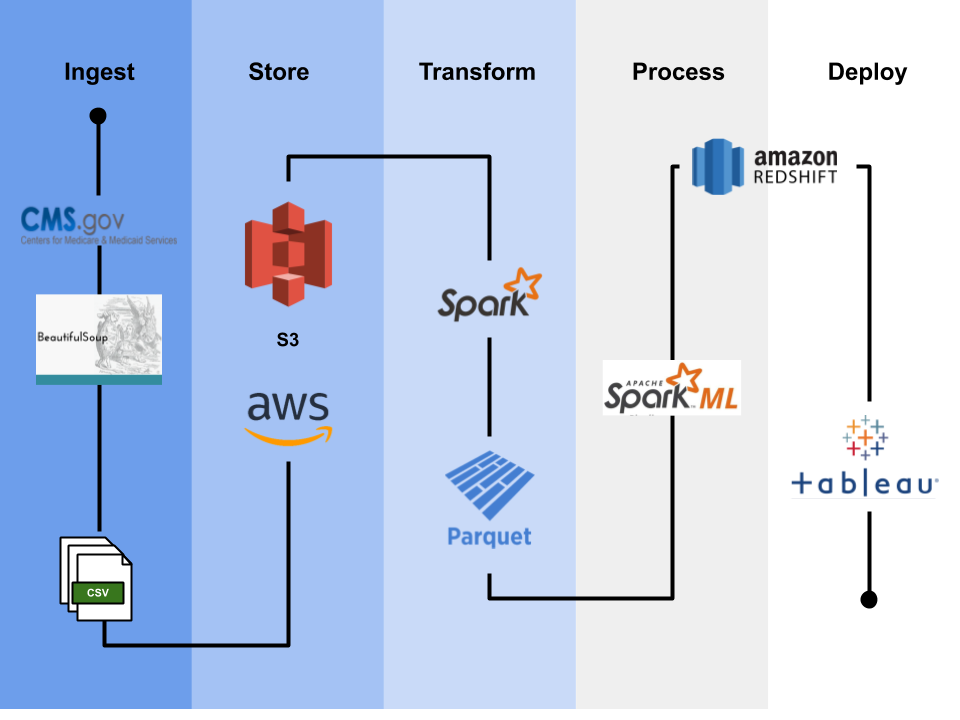 Ingest
Store
Transform
Process
Deploy
CMS.gov
Centers for Medicare & Medicaid Services
BeautifulSoup
CSV
S3
aws
Spark
Parquet
APACHE
Spark ML
amazon
REDSHIFT
tableau